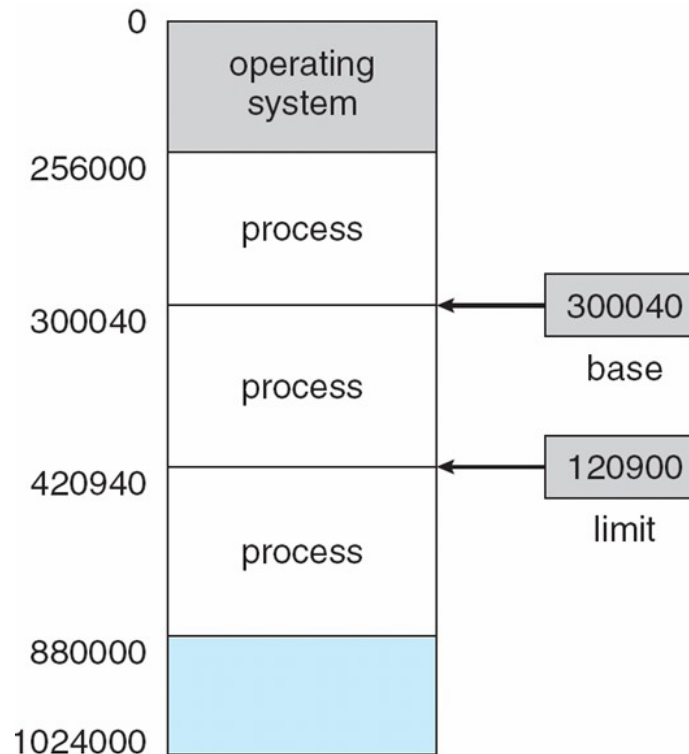 0
operating
system
256000
process
300040
300040
base
process
120900
420940
limit
process
880000
1024000